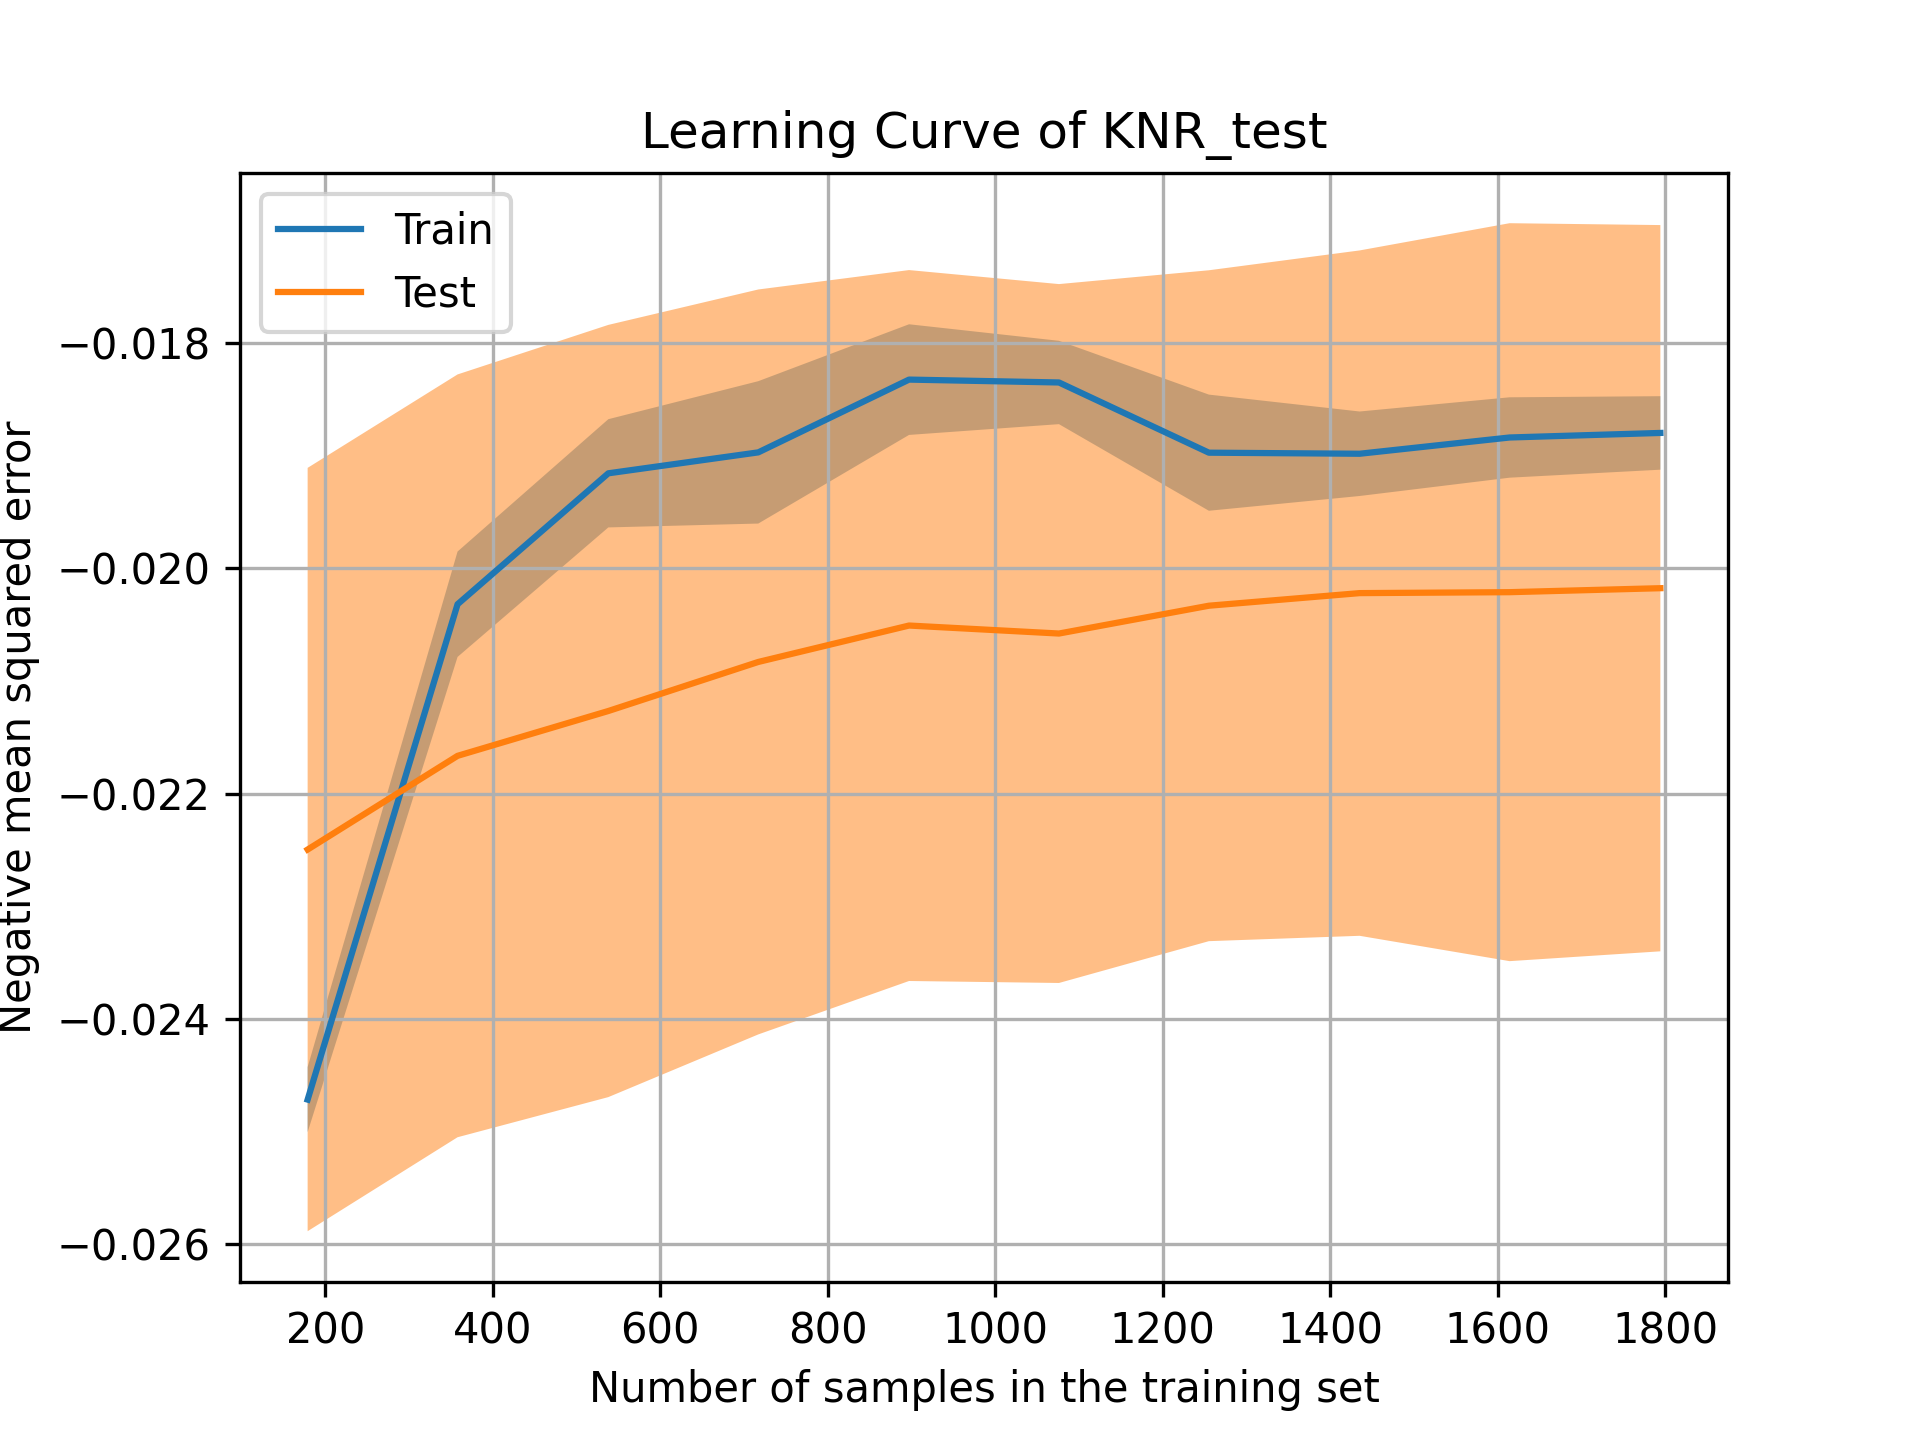 Learning Curve of KNR_test
Train
Test
−0.018
−0.020
−0.022
−0.024
−0.026
Negative mean squared error
200 400 600 800 1000 1200 1400 1600 1800
Number of samples in the training set